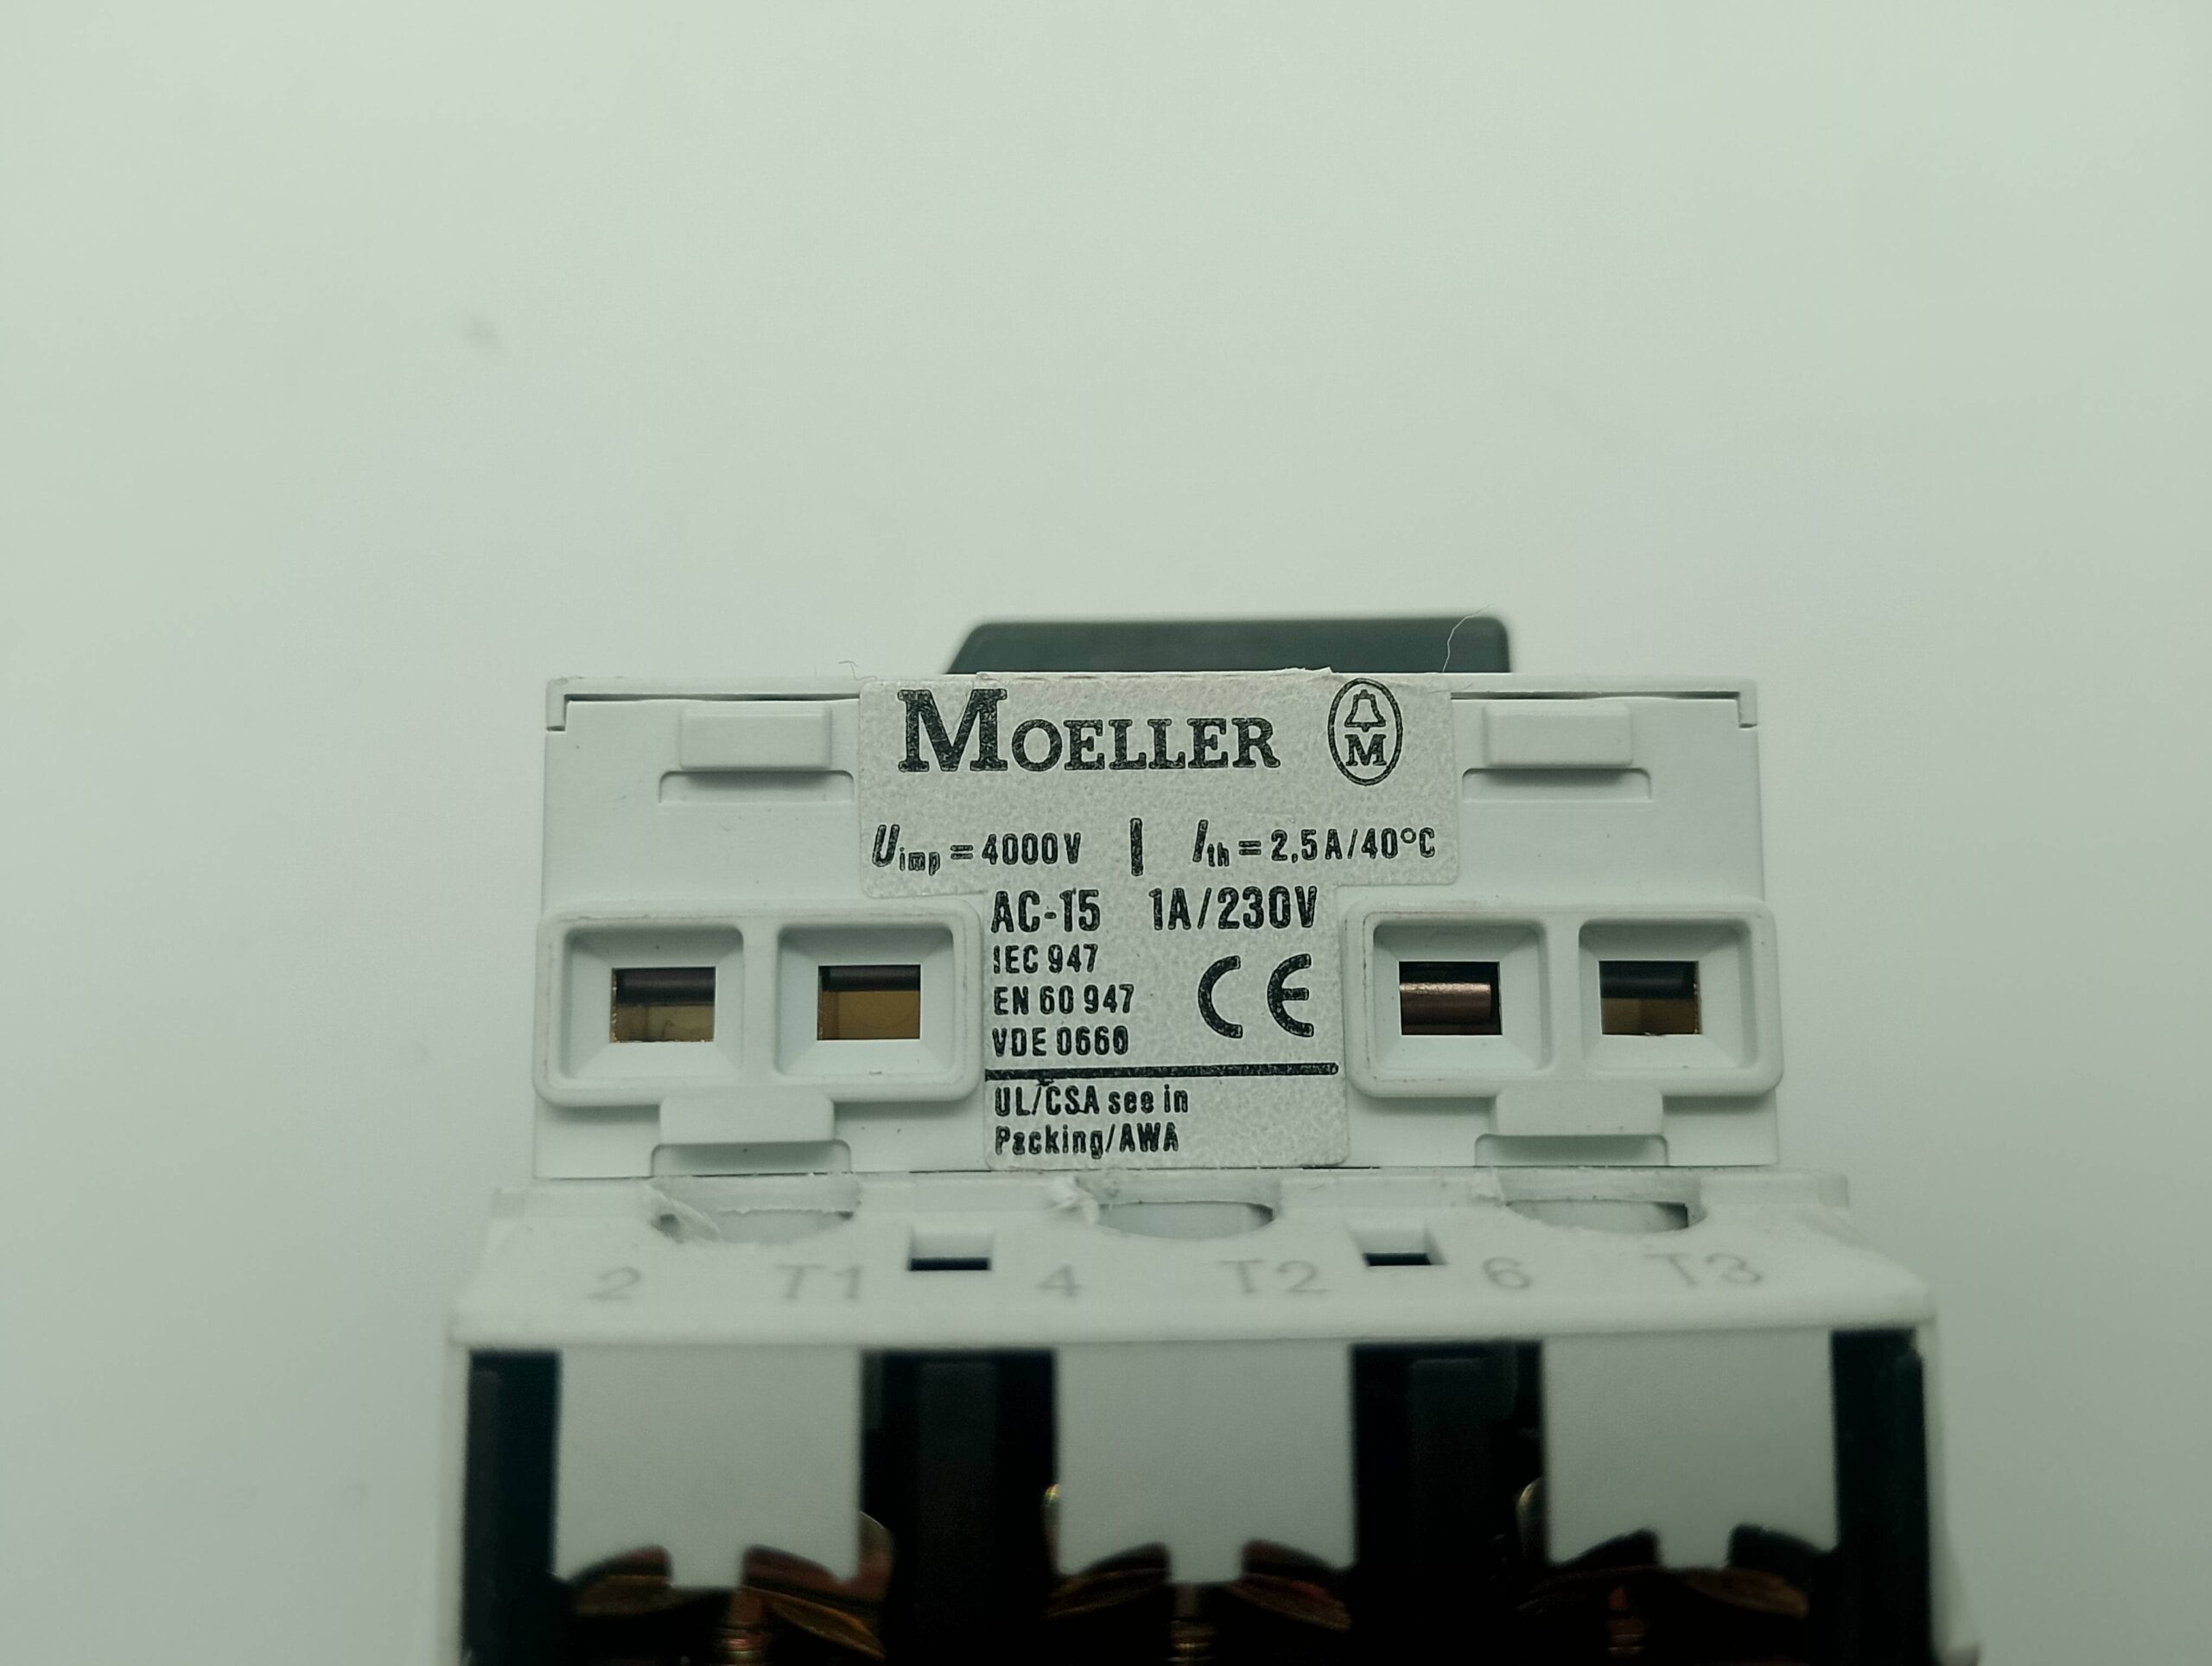 MOELLER M
Uimp = 4000V | Ith = 2,5A/40°C
AC-15 1A/230V
IEC 947
EN 60 947
VDE 0660
CE
UL/CSA see in
Packing/AWA
2 T1 4 T2 6 T3